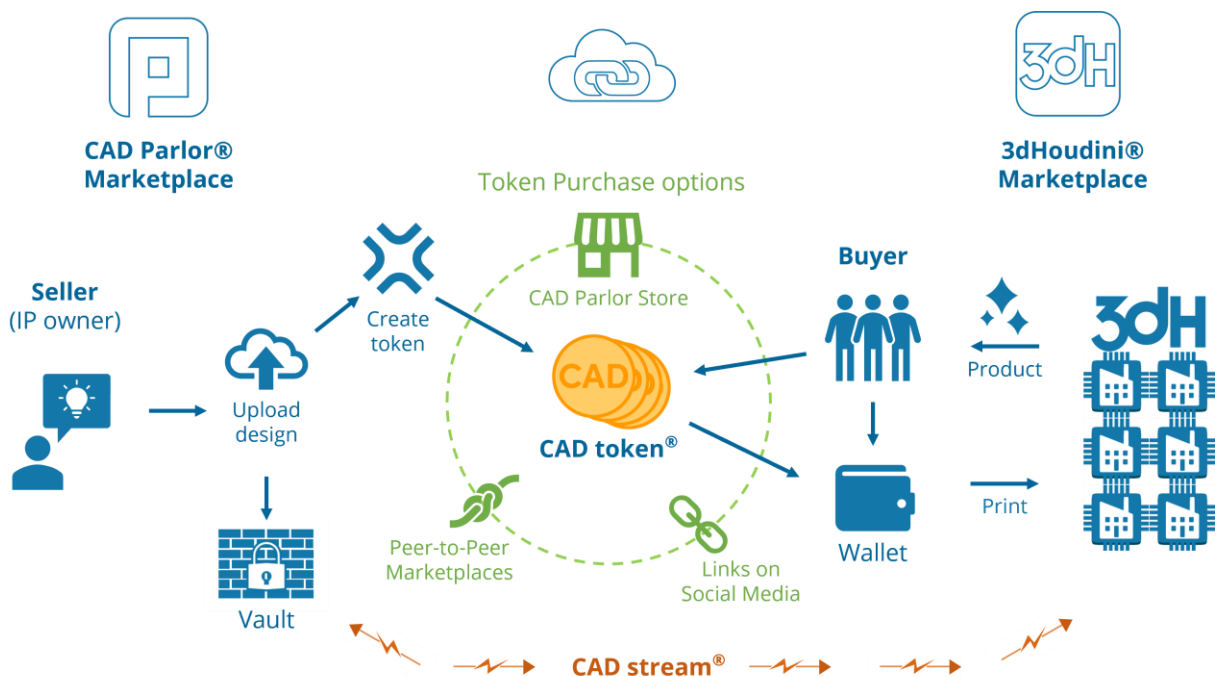 3dH
CAD Parlor®
Marketplace
3dHoudini®
Marketplace
Token Purchase options
CAD Parlor Store
Seller
(IP owner)
Upload
design
Vault
Create
token
CAD
CAD token®
Peer-to-Peer
Marketplaces
Links on
Social Media
Buyer
Wallet
Product
Print
3dH
CAD stream®